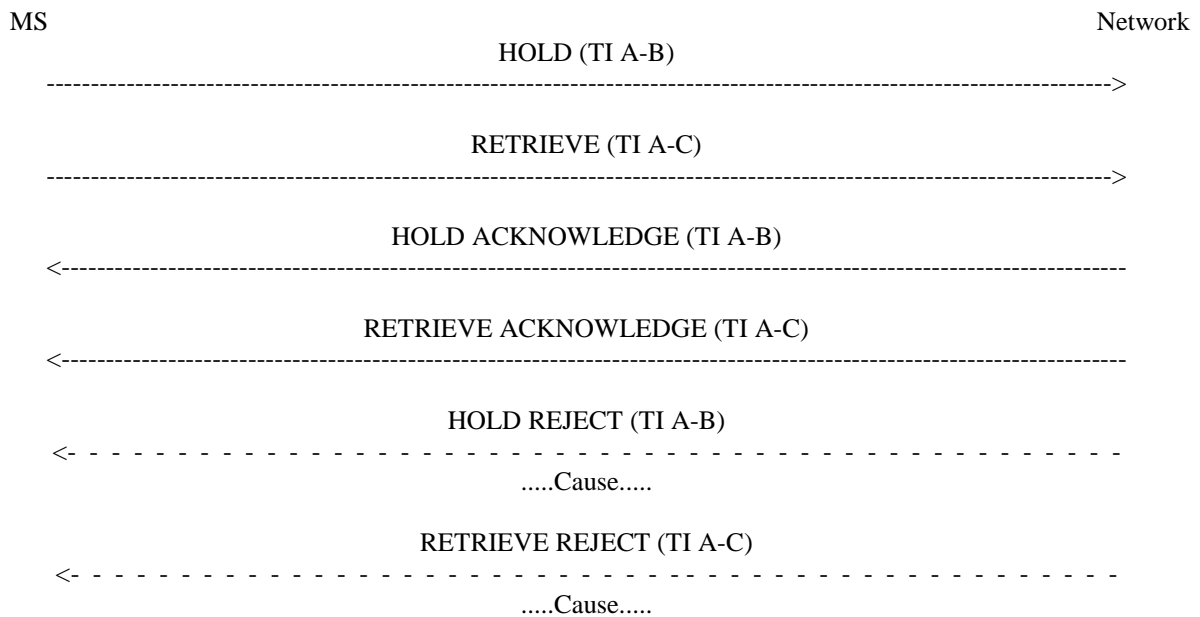 MS Network
HOLD (TI A-B)
RETRIEVE (TI A-C)
HOLD ACKNOWLEDGE (TI A-B)
RETRIEVE ACKNOWLEDGE (TI A-C)
HOLD REJECT (TI A-B)
.....Cause.....
RETRIEVE REJECT (TI A-C)
.....Cause.....